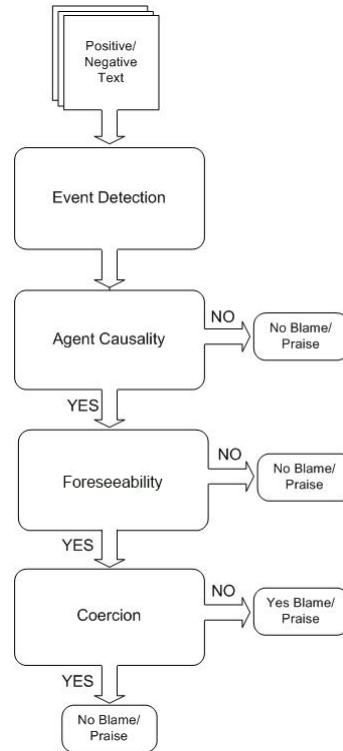 Positive/
Negative
Text
Event Detection
Agent Causality
NO
No Blame/
Praise
YES
Foreseeability
NO
No Blame/
Praise
YES
Coercion
NO
Yes Blame/
Praise
YES
No Blame/
Praise